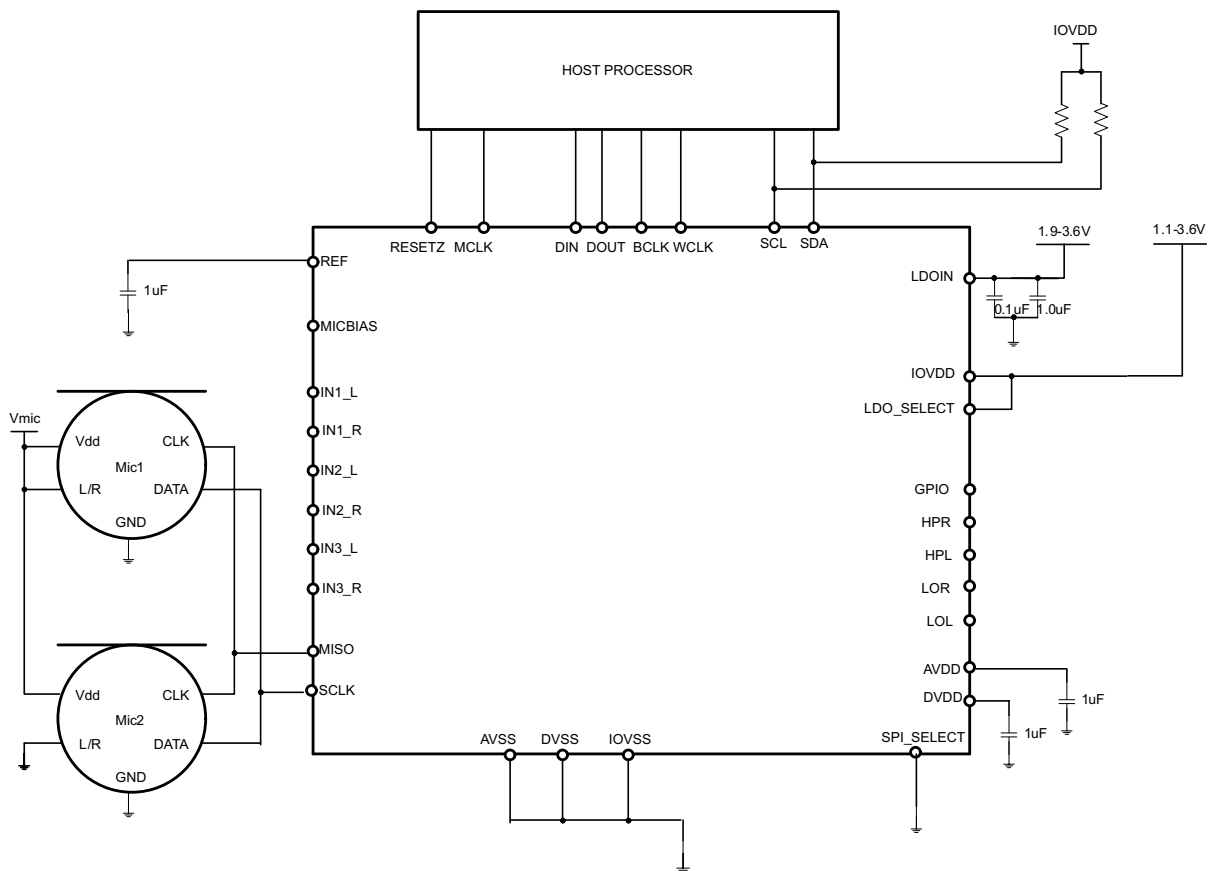 IOVDD
HOST PROCESSOR
RESETZ MCLK DIN DOUT BCLK WCLK SCL SDA
1.9-3.6V
1.1-3.6V
REF
1uF
LDOIN
0.1uF
1.0uF
MICBIAS
IOVDD
LDO_SELECT
IN1_L
IN1_R
IN2_L
IN2_R
IN3_L
IN3_R
Vmic
Vdd
CLK
Mic1
L/R
DATA
GND
GPIO
HPR
HPL
LOR
LOL
MISO
SCLK
AVDD
1uF
DVDD
1uF
Vdd
CLK
Mic2
L/R
DATA
GND
AVSS DVSS IOVSS
SPI_SELECT